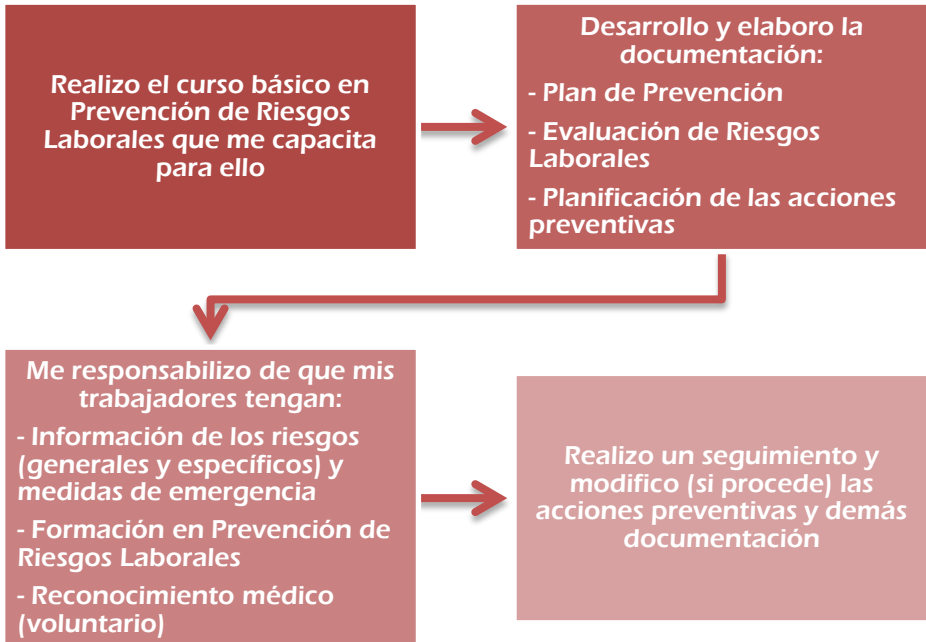 Realizo el curso básico en
Prevención de Riesgos
Laborales que me capacita
para ello
Desarrollo y elaboro la
documentación:
- Plan de Prevención
- Evaluación de Riesgos
Laborales
- Planificación de las acciones
preventivas
Me responsabilizo de que mis
trabajadores tengan:
- Información de los riesgos
(generales y específicos) y
medidas de emergencia
- Formación en Prevención de
Riesgos Laborales
- Reconocimiento médico
(voluntario)
Realizo un seguimiento y
modifico (si procede) las
acciones preventivas y demás
documentación